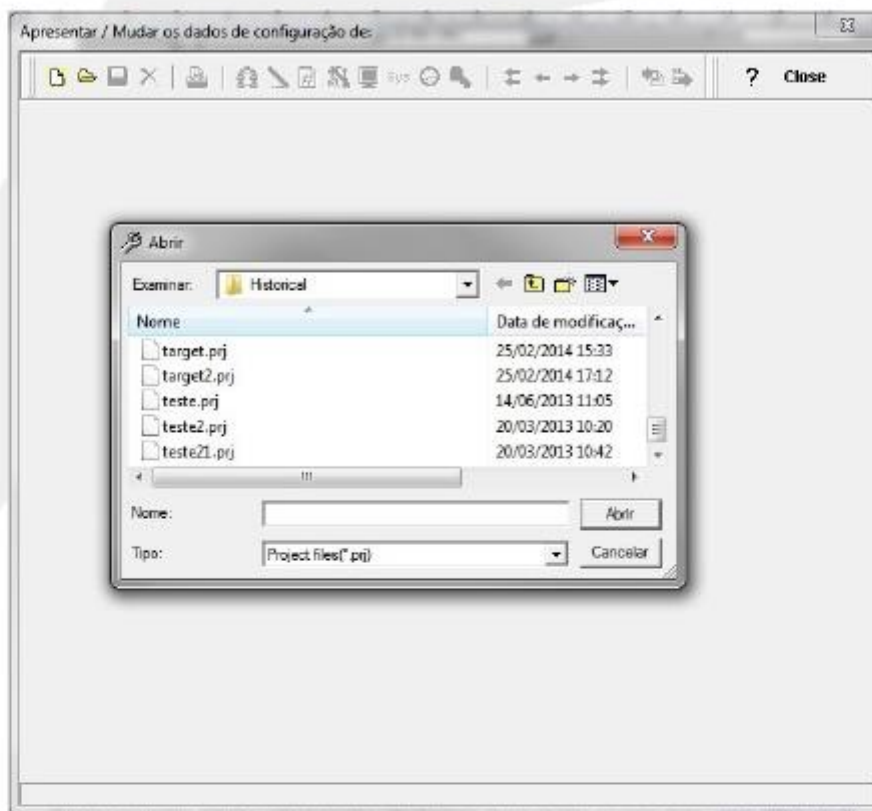 Apresentar / Mudar os dados de configuração de:
Sys ? Close
Abrir
Examinar: Historical
Nome Data de modificaç...
target.prj 25/02/2014 15:33
target2.prj 25/02/2014 17:12
teste.prj 14/06/2013 11:05
teste2.prj 20/03/2013 10:20
teste21.prj 20/03/2013 10:42
Nome: Abrir
Tipo: Project files(*.prj) Cancelar